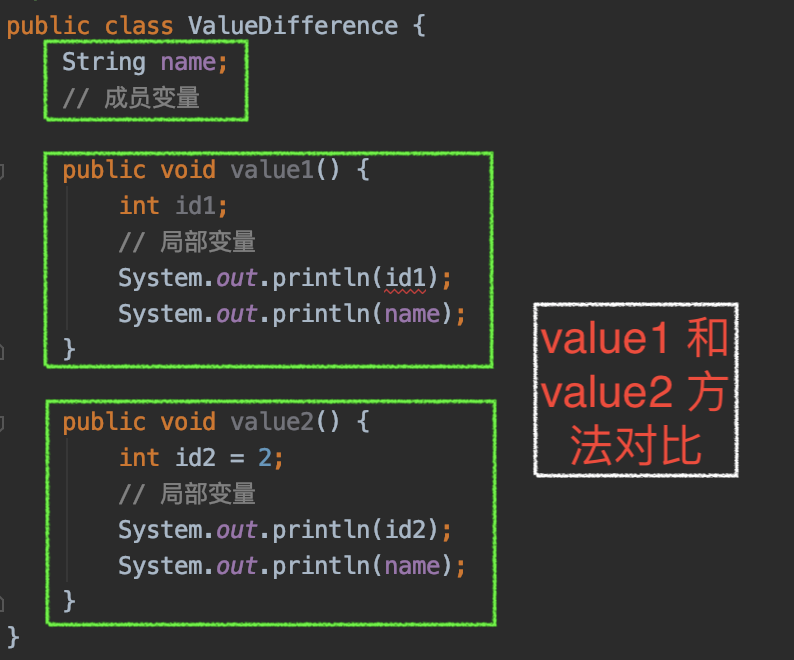 public class ValueDifference {
String name;
// 成员变量
public void value1() {
int id1;
// 局部变量
System.out.println(id1);
System.out.println(name);
}
public void value2() {
int id2 = 2;
// 局部变量
System.out.println(id2);
System.out.println(name);
}
}
value1 和
value2 方
法对比